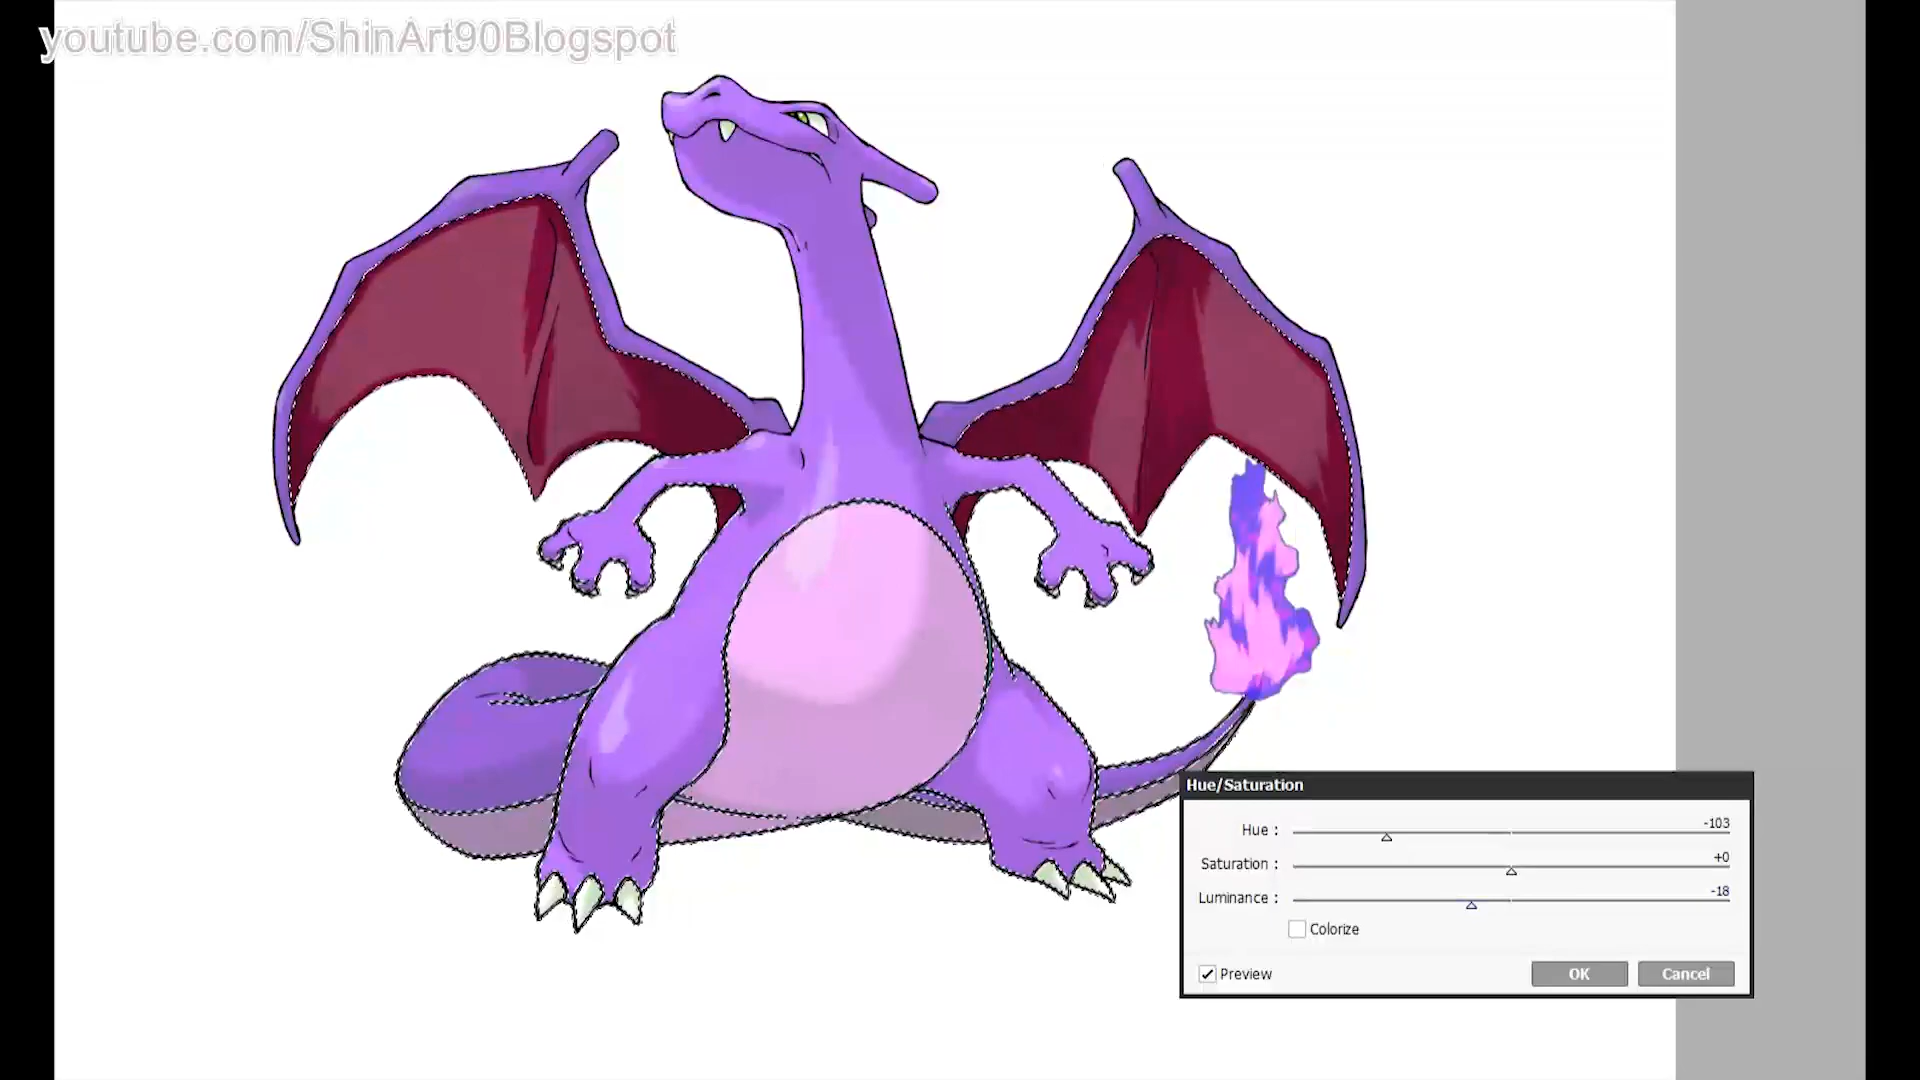 youtube.com/ShinArt90Blogspot
Hue/Saturation
Hue : -103
Saturation : +0
Luminance : -18
Colorize
Preview OK Cancel